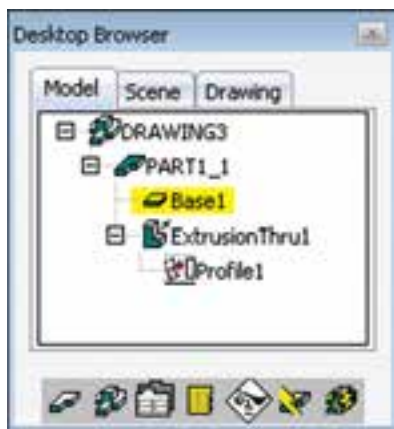 Desktop Browser
Model Scene Drawing
DRAWING3
PART1_1
Base1
ExtrusionThru1
Profile1